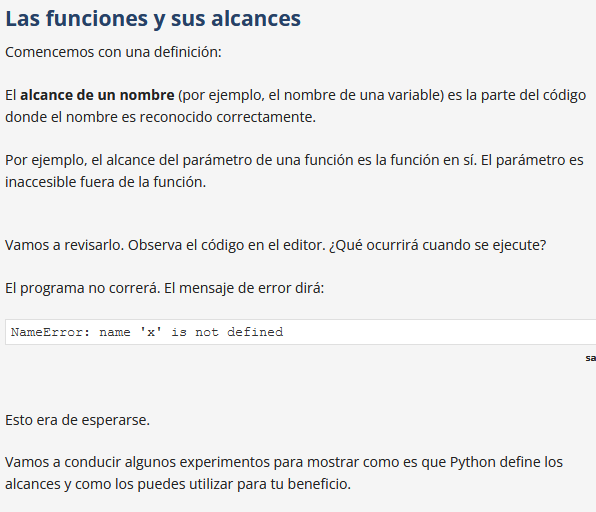 Las funciones y sus alcances
Comencemos con una definición:
El alcance de un nombre (por ejemplo, el nombre de una variable) es la parte del código
donde el nombre es reconocido correctamente.
Por ejemplo, el alcance del parámetro de una función es la función en sí. El parámetro es
inaccesible fuera de la función.
Vamos a revisarlo. Observa el código en el editor. ¿Qué ocurrirá cuando se ejecute?
El programa no correrá. El mensaje de error dirá:
NameError: name 'x' is not defined
sa
Esto era de esperarse.
Vamos a conducir algunos experimentos para mostrar como es que Python define los
alcances y como los puedes utilizar para tu beneficio.